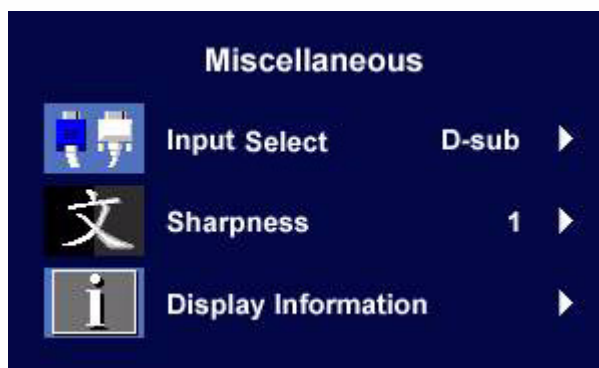 Miscellaneous
Input Select D-sub
文 Sharpness 1
i Display Information